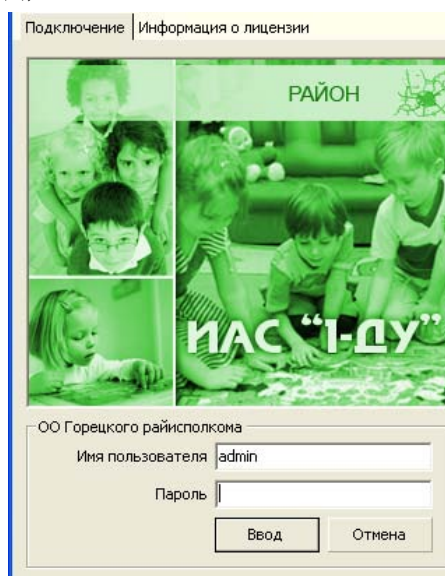 Подключение Информация о лицензии
РАЙОН
ИАС “1-ДУ”
ОО Горецкого райисполкома
Имя пользователя admin
Пароль
Ввод Отмена